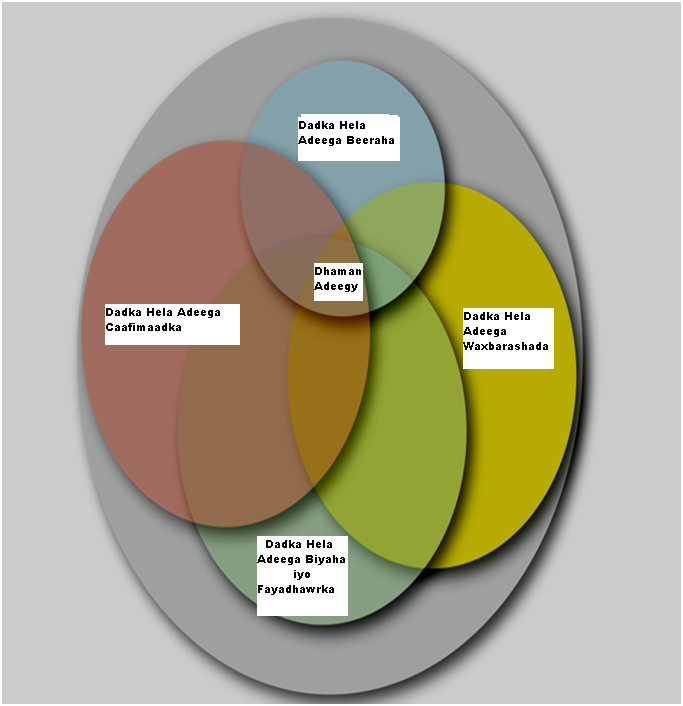 Dadka Hela
Adeega Beeraha
Dhaman
Adeegy
Dadka Hela Adeega
Caafimaadka
Dadka Hela
Adeega
Waxbarashada
Dadka Hela
Adeega Biyaha
iyo
Fayadhawrka